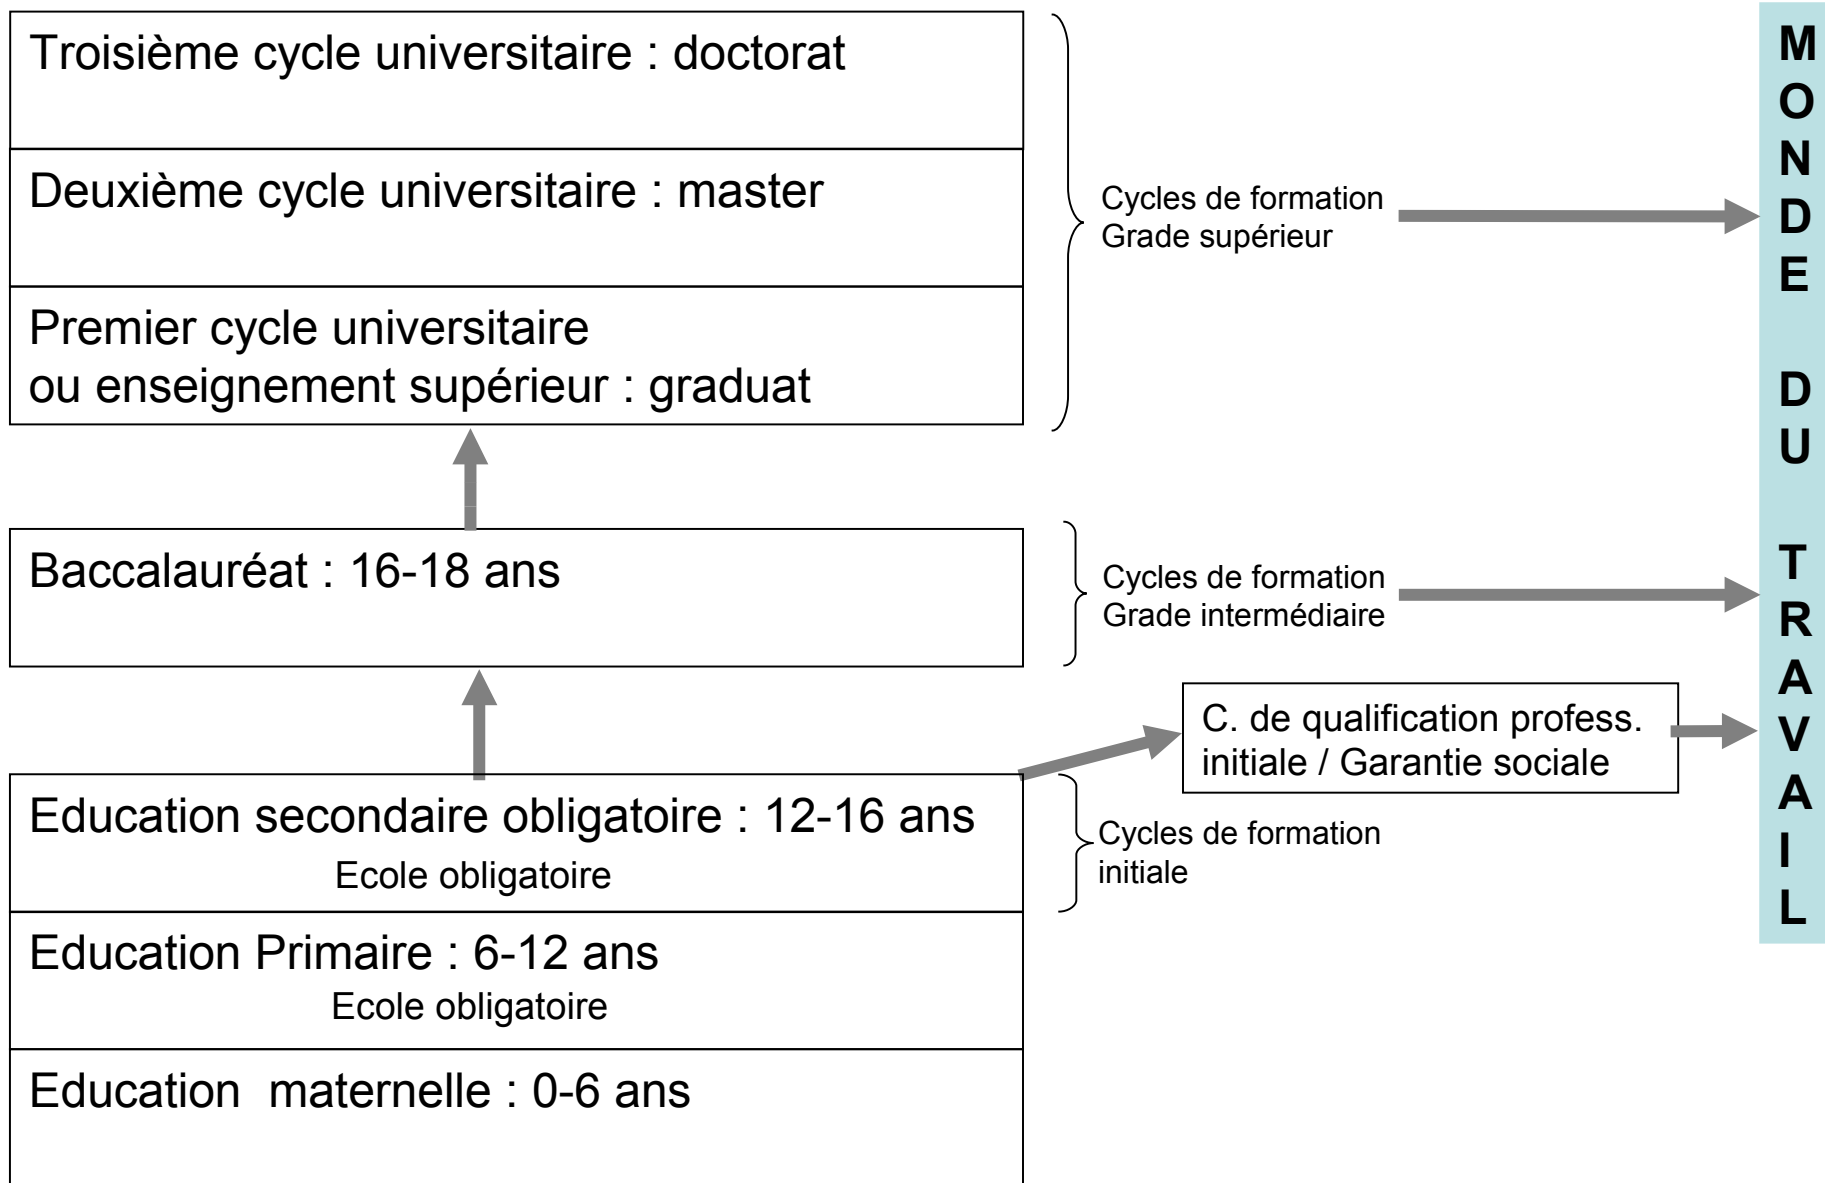 Troisième cycle universitaire : doctorat
Deuxième cycle universitaire : master
Premier cycle universitaire
ou enseignement supérieur : graduat
Cycles de formation
Grade supérieur
Baccalauréat : 16-18 ans
Cycles de formation
Grade intermédiaire
C. de qualification profess.
initiale / Garantie sociale
Education secondaire obligatoire : 12-16 ans
Ecole obligatoire
Cycles de formation
initiale
Education Primaire : 6-12 ans
Ecole obligatoire
Education  maternelle : 0-6 ans
MONDE DU TRAVAIL